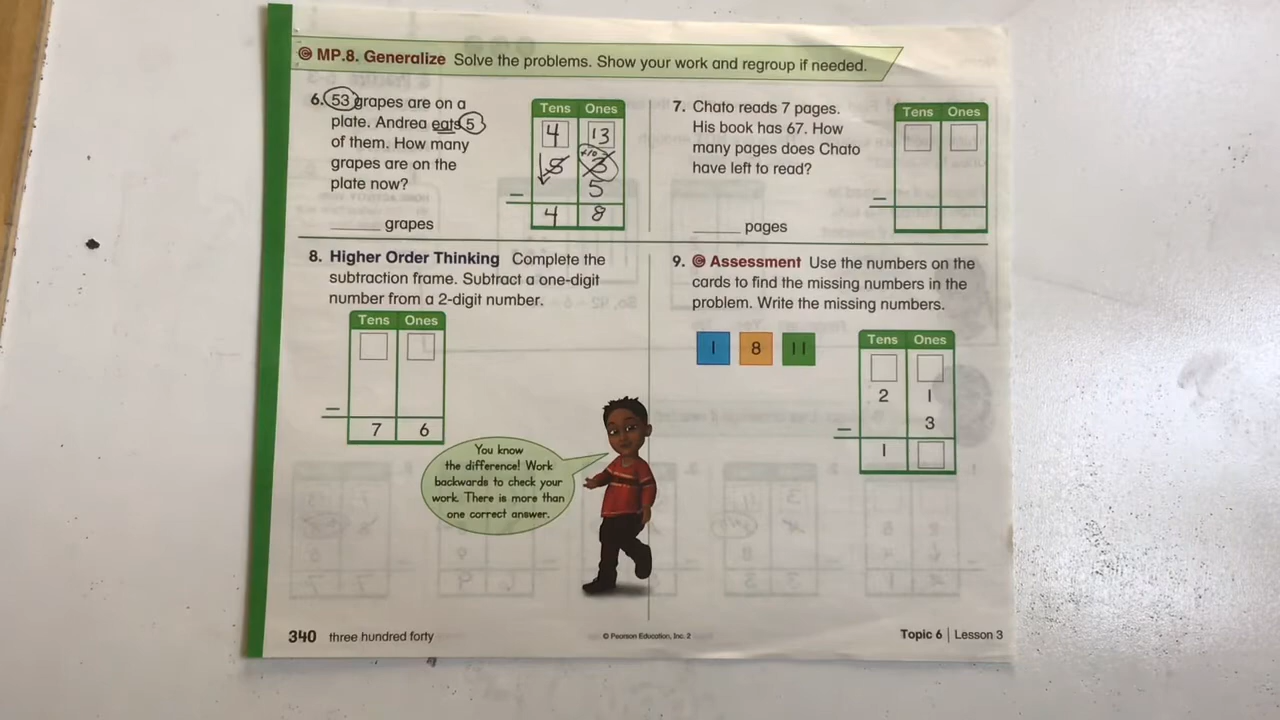 MP.8. Generalize Solve the problems. Show your work and regroup if needed.
6. 53 grapes are on a
plate. Andrea eats 5
of them. How many
grapes are on the
plate now?
______ grapes
Tens Ones
4 13
+10
5 3
5
−
4 8
7. Chato reads 7 pages.
His book has 67. How
many pages does Chato
have left to read?
______ pages
Tens Ones
−
8. Higher Order Thinking Complete the
subtraction frame. Subtract a one-digit
number from a 2-digit number.
Tens Ones
−
7 6
You know
the difference! Work
backwards to check your
work. There is more than
one correct answer.
9. Assessment Use the numbers on the
cards to find the missing numbers in the
problem. Write the missing numbers.
1 8 11
Tens Ones
2 1
− 3
1
340 three hundred forty
© Pearson Education, Inc. 2
Topic 6 | Lesson 3